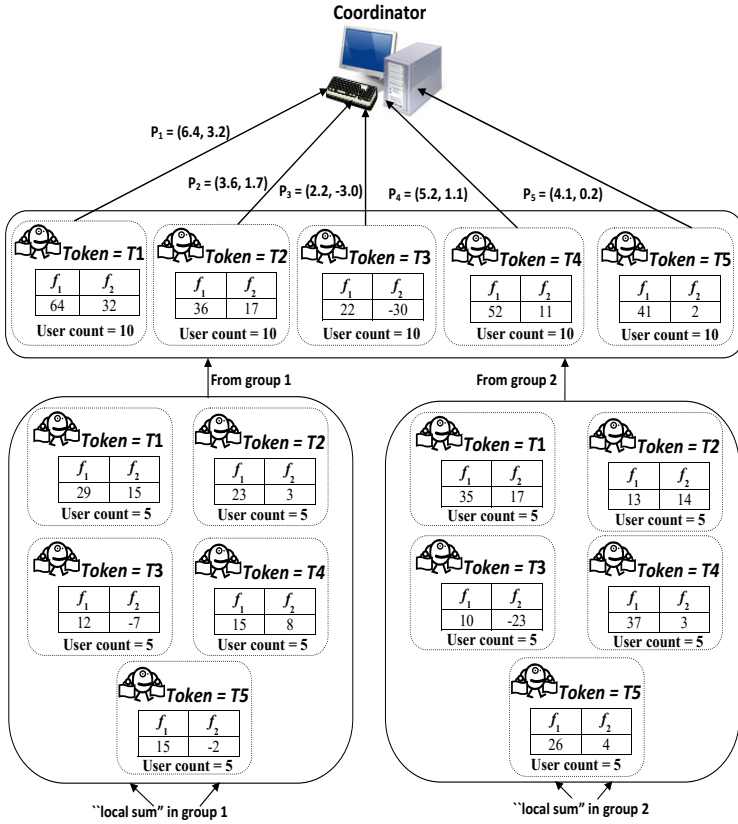 Coordinator
P1 = (6.4, 3.2)
P2 = (3.6, 1.7)
P3 = (2.2, -3.0)
P4 = (5.2, 1.1)
P5 = (4.1, 0.2)
Token = T1
f1 f2
64 32
User count = 10
Token = T2
f1 f2
36 17
User count = 10
Token = T3
f1 f2
22 -30
User count = 10
Token = T4
f1 f2
52 11
User count = 10
Token = T5
f1 f2
41 2
User count = 10
From group 1
From group 2
Token = T1
f1 f2
29 15
User count = 5
Token = T2
f1 f2
23 3
User count = 5
Token = T3
f1 f2
12 -7
User count = 5
Token = T4
f1 f2
15 8
User count = 5
Token = T5
f1 f2
15 -2
User count = 5
``local sum” in group 1
Token = T1
f1 f2
35 17
User count = 5
Token = T2
f1 f2
13 14
User count = 5
Token = T3
f1 f2
10 -23
User count = 5
Token = T4
f1 f2
37 3
User count = 5
Token = T5
f1 f2
26 4
User count = 5
``local sum” in group 2